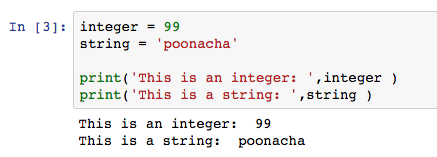 In [3]: integer = 99
string = 'poonacha'
print('This is an integer: ',integer )
print('This is a string: ',string )
This is an integer:  99
This is a string:  poonacha